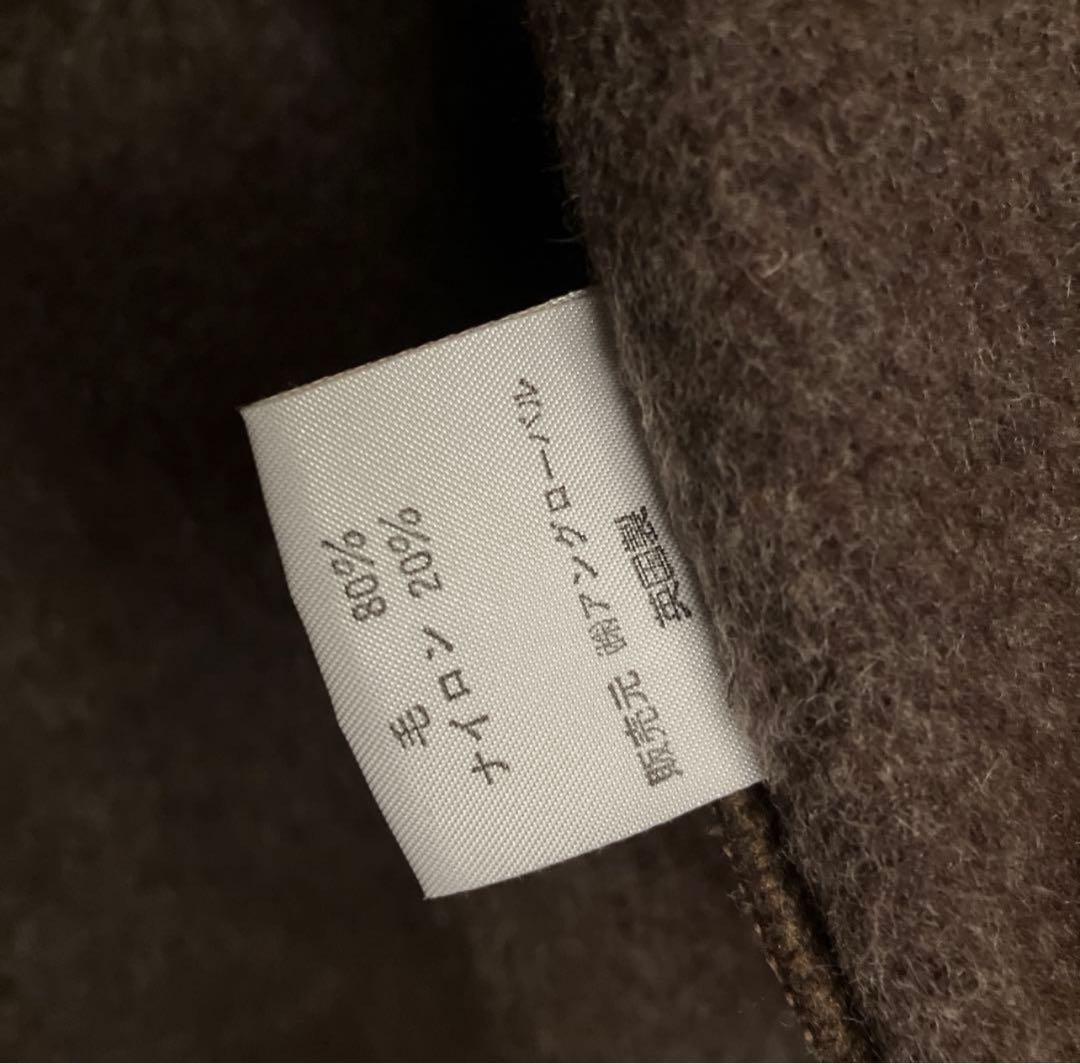 毛 80%
ナイロン 20%
販売元 ㈱アングローバル
英国製